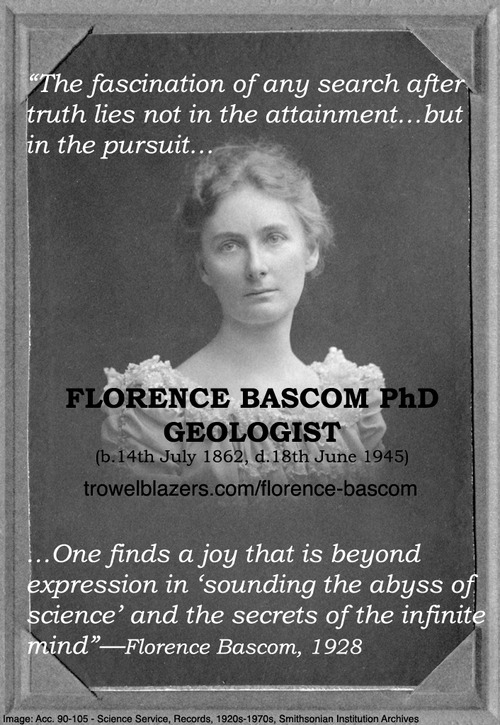 “The fascination of any search after
truth lies not in the attainment...but
in the pursuit...
FLORENCE BASCOM PhD
GEOLOGIST
(b.14th July 1862, d.18th June 1945)
trowelblazers.com/florence-bascom
...One finds a joy that is beyond
expression in ‘sounding the abyss of
science’ and the secrets of the infinite
mind”—Florence Bascom, 1928
Image: Acc. 90-105 - Science Service, Records, 1920s-1970s, Smithsonian Institution Archives